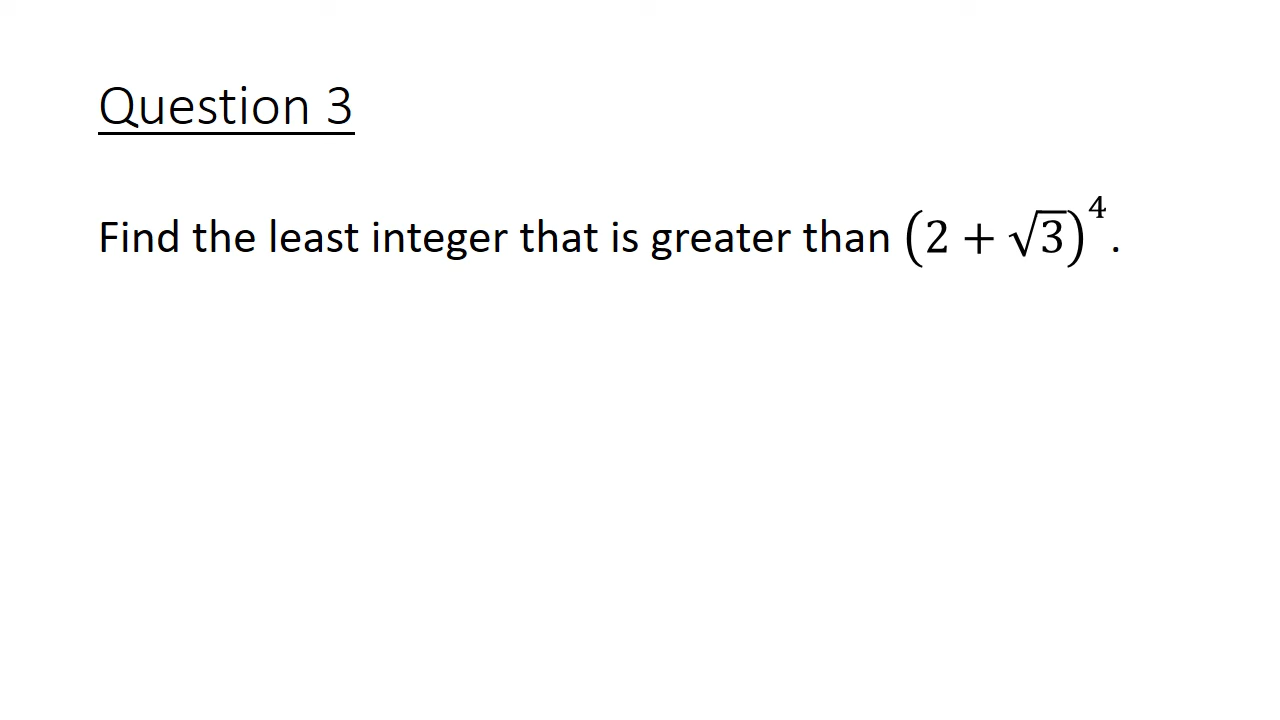 Question 3
Find the least integer that is greater than (2 + √3)⁴.